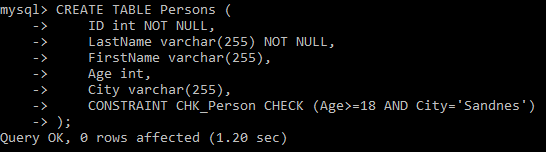 mysql> CREATE TABLE Persons (
    ->     ID int NOT NULL,
    ->     LastName varchar(255) NOT NULL,
    ->     FirstName varchar(255),
    ->     Age int,
    ->     City varchar(255),
    ->     CONSTRAINT CHK_Person CHECK (Age>=18 AND City='Sandnes')
    -> );
Query OK, 0 rows affected (1.20 sec)